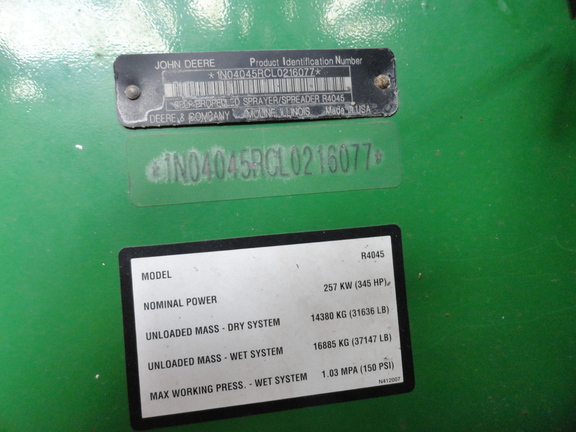 JOHN DEERE Product Identification Number
*1N04045RCL0216077*
SELF-PROPELLED SPRAYER/SPREADER R4045
DEERE & COMPANY MOLINE, ILLINOIS Made in USA
*1N04045RCL0216077*
MODEL R4045
NOMINAL POWER 257 KW (345 HP)
UNLOADED MASS - DRY SYSTEM 14380 KG (31636 LB)
UNLOADED MASS - WET SYSTEM 16885 KG (37147 LB)
MAX WORKING PRESS. - WET SYSTEM 1.03 MPA (150 PSI)
N412007